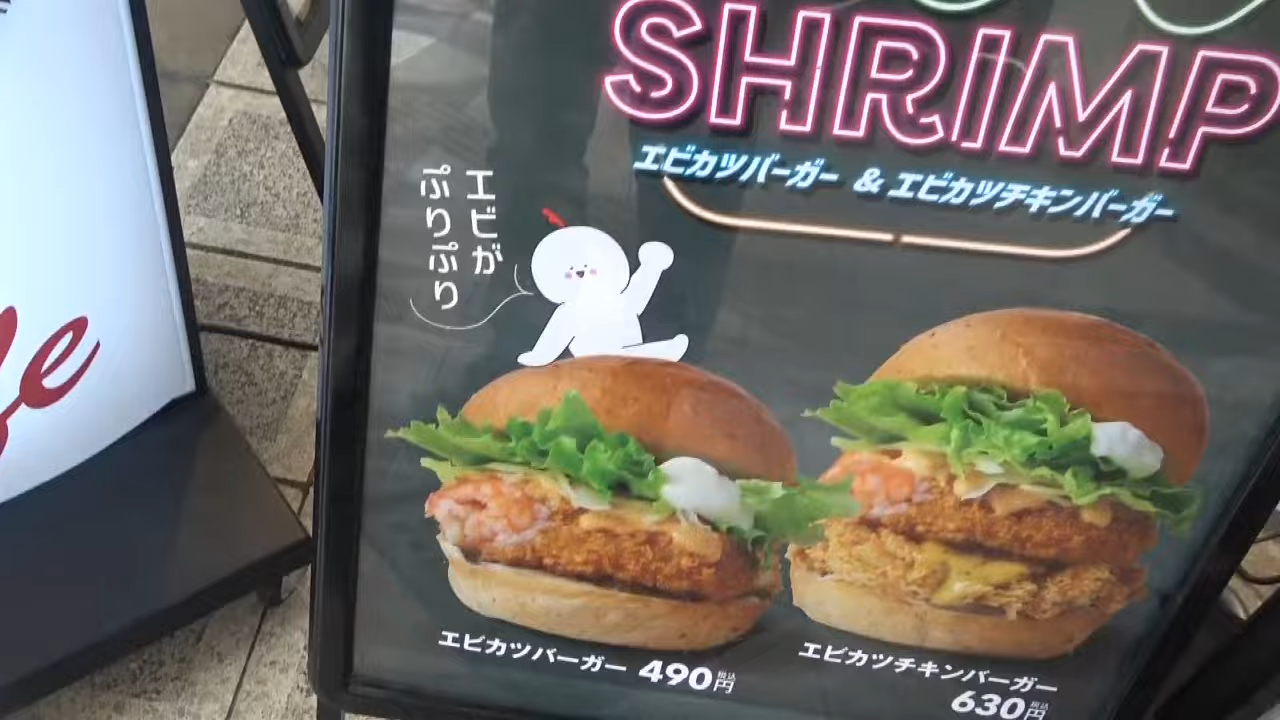 SHRIMP
エビカツバーガー & エビカツチキンバーガー
エビが
ぷりぷり
エビカツバーガー 490円 税込
エビカツチキンバーガー
630円 税込